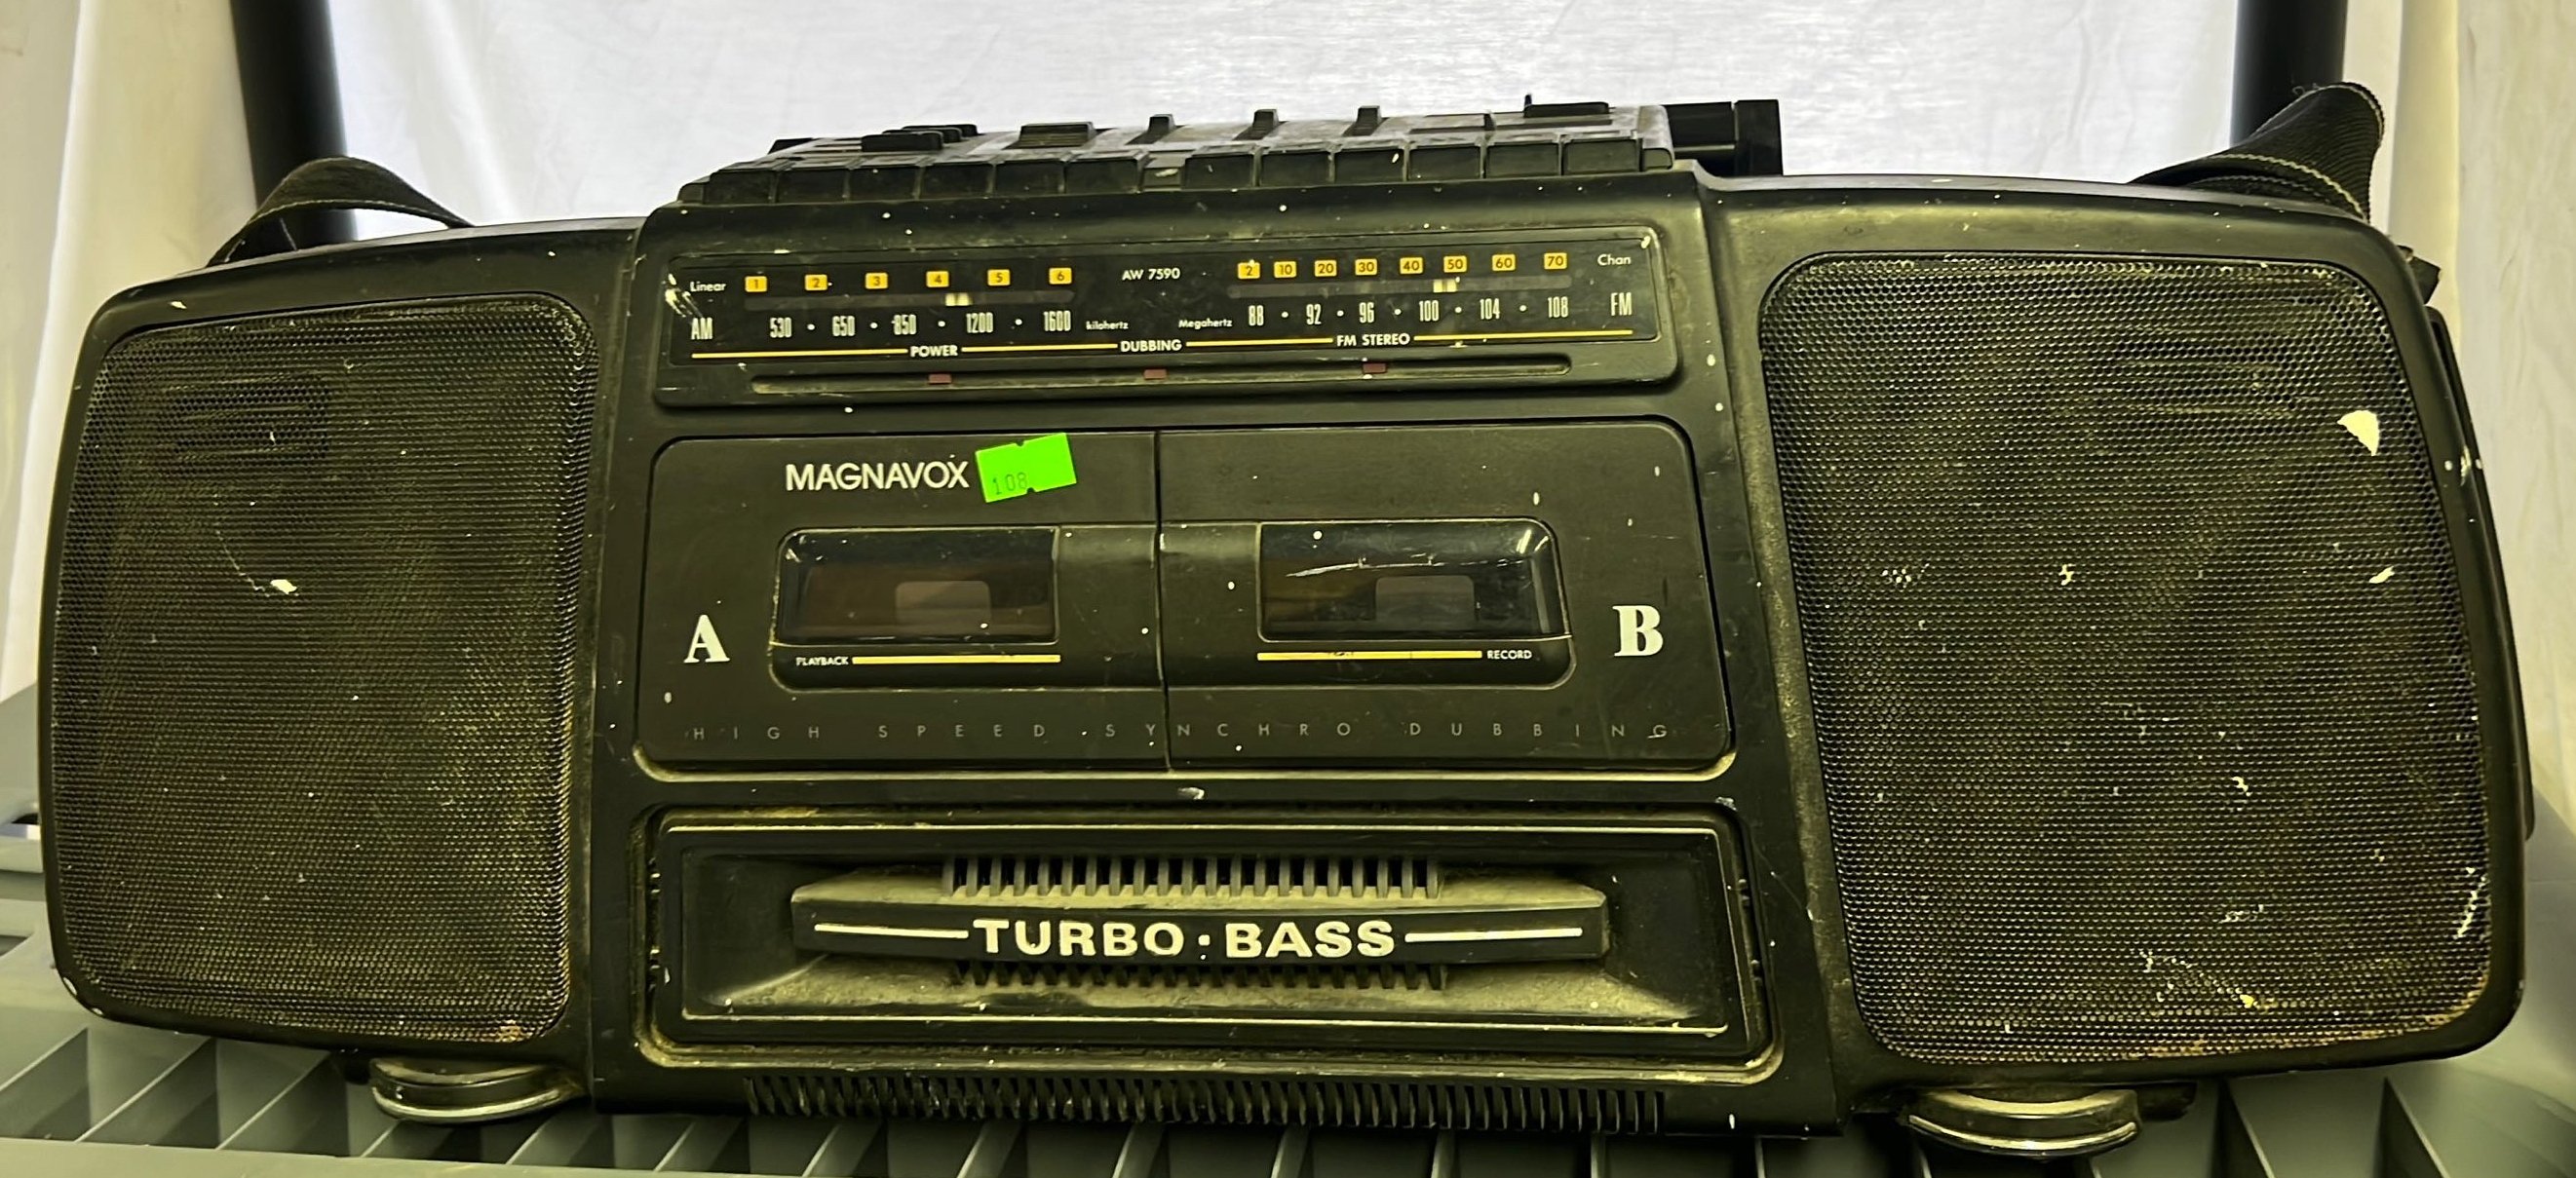 Linear 1 2 3 4 5 6 AW 7590 2 10 20 30 40 50 60 70 Chan
AM 530 • 650 • 850 • 1200 • 1600 kilohertz Megahertz 88 • 92 • 96 • 100 • 104 • 108 FM
POWER DUBBING FM STEREO
MAGNAVOX
108
A
B
PLAYBACK
RECORD
HIGH SPEED SYNCHRO DUBBING
TURBO·BASS